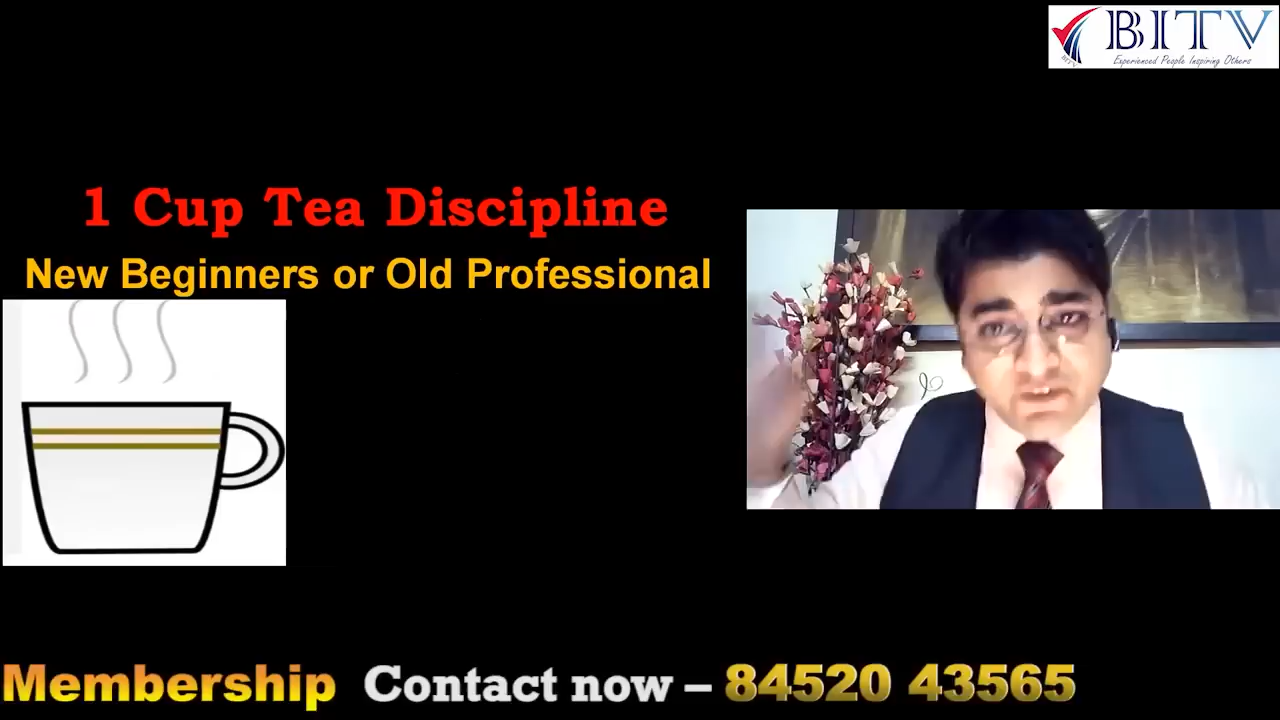 BITV
Experienced People Inspiring Others
1 Cup Tea Discipline
New Beginners or Old Professional
Membership Contact now – 84520 43565